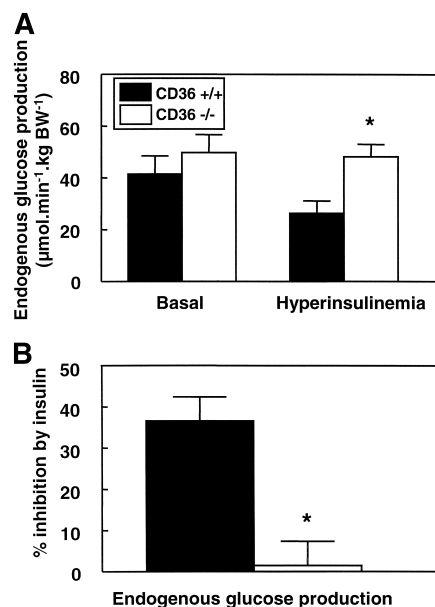 A
Endogenous glucose production
(μmol.min-1.kg BW-1)
80
60
40
20
0
CD36 +/+
CD36 -/-
*
Basal
Hyperinsulinemia
B
% inhibition by insulin
50
40
30
20
10
0
*
Endogenous glucose production